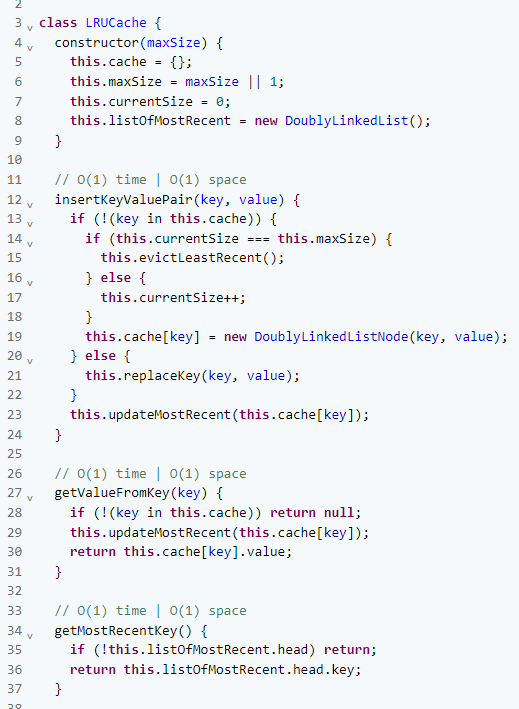 2
3 class LRUCache {
4   constructor(maxSize) {
5     this.cache = {};
6     this.maxSize = maxSize || 1;
7     this.currentSize = 0;
8     this.listOfMostRecent = new DoublyLinkedList();
9   }
10
11   // O(1) time | O(1) space
12   insertKeyValuePair(key, value) {
13     if (!(key in this.cache)) {
14       if (this.currentSize === this.maxSize) {
15         this.evictLeastRecent();
16       } else {
17         this.currentSize++;
18       }
19       this.cache[key] = new DoublyLinkedListNode(key, value);
20     } else {
21       this.replaceKey(key, value);
22     }
23     this.updateMostRecent(this.cache[key]);
24   }
25
26   // O(1) time | O(1) space
27   getValueFromKey(key) {
28     if (!(key in this.cache)) return null;
29     this.updateMostRecent(this.cache[key]);
30     return this.cache[key].value;
31   }
32
33   // O(1) time | O(1) space
34   getMostRecentKey() {
35     if (!this.listOfMostRecent.head) return;
36     return this.listOfMostRecent.head.key;
37   }
38